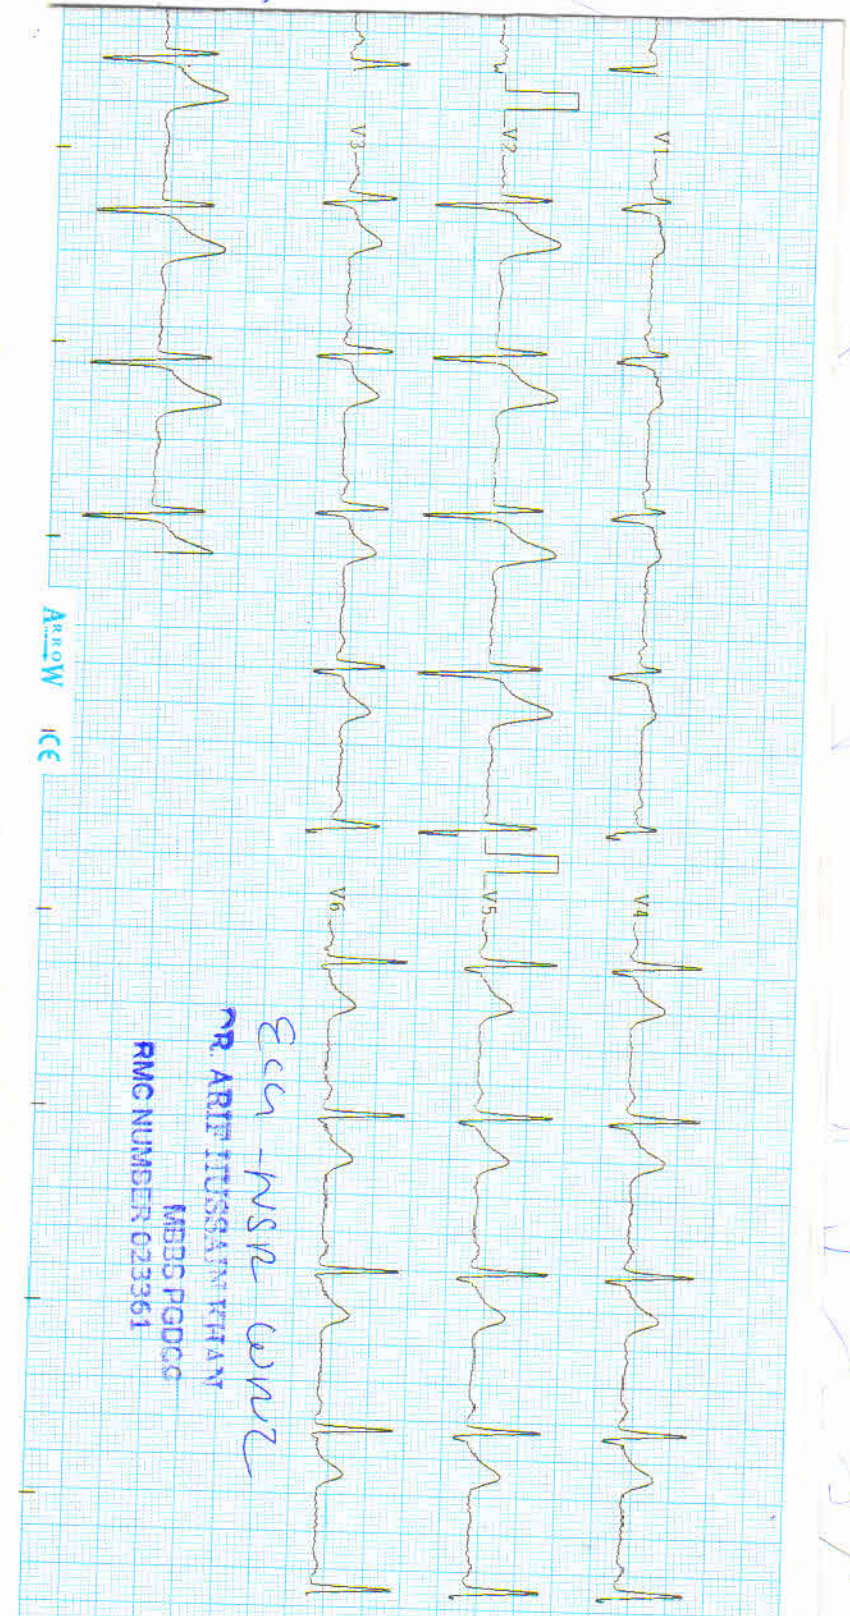 V1
V2
V3
V4
V5
V6
ARROW
CE
ECG - NSR WNL
DR. ARIF HUSSAIN KHAN
MBBS PGDCC
RMC NUMBER 023361